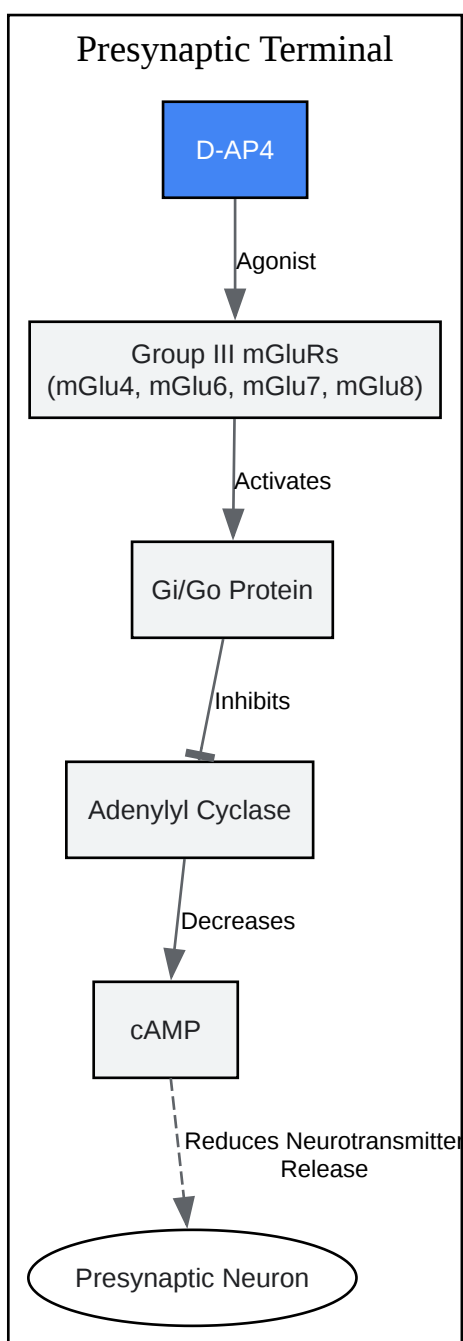 Presynaptic Terminal
D-AP4
Agonist
Group III mGluRs
(mGlu4, mGlu6, mGlu7, mGlu8)
Activates
Gi/Go Protein
Inhibits
Adenylyl Cyclase
Decreases
cAMP
Reduces Neurotransmitter
Release
Presynaptic Neuron